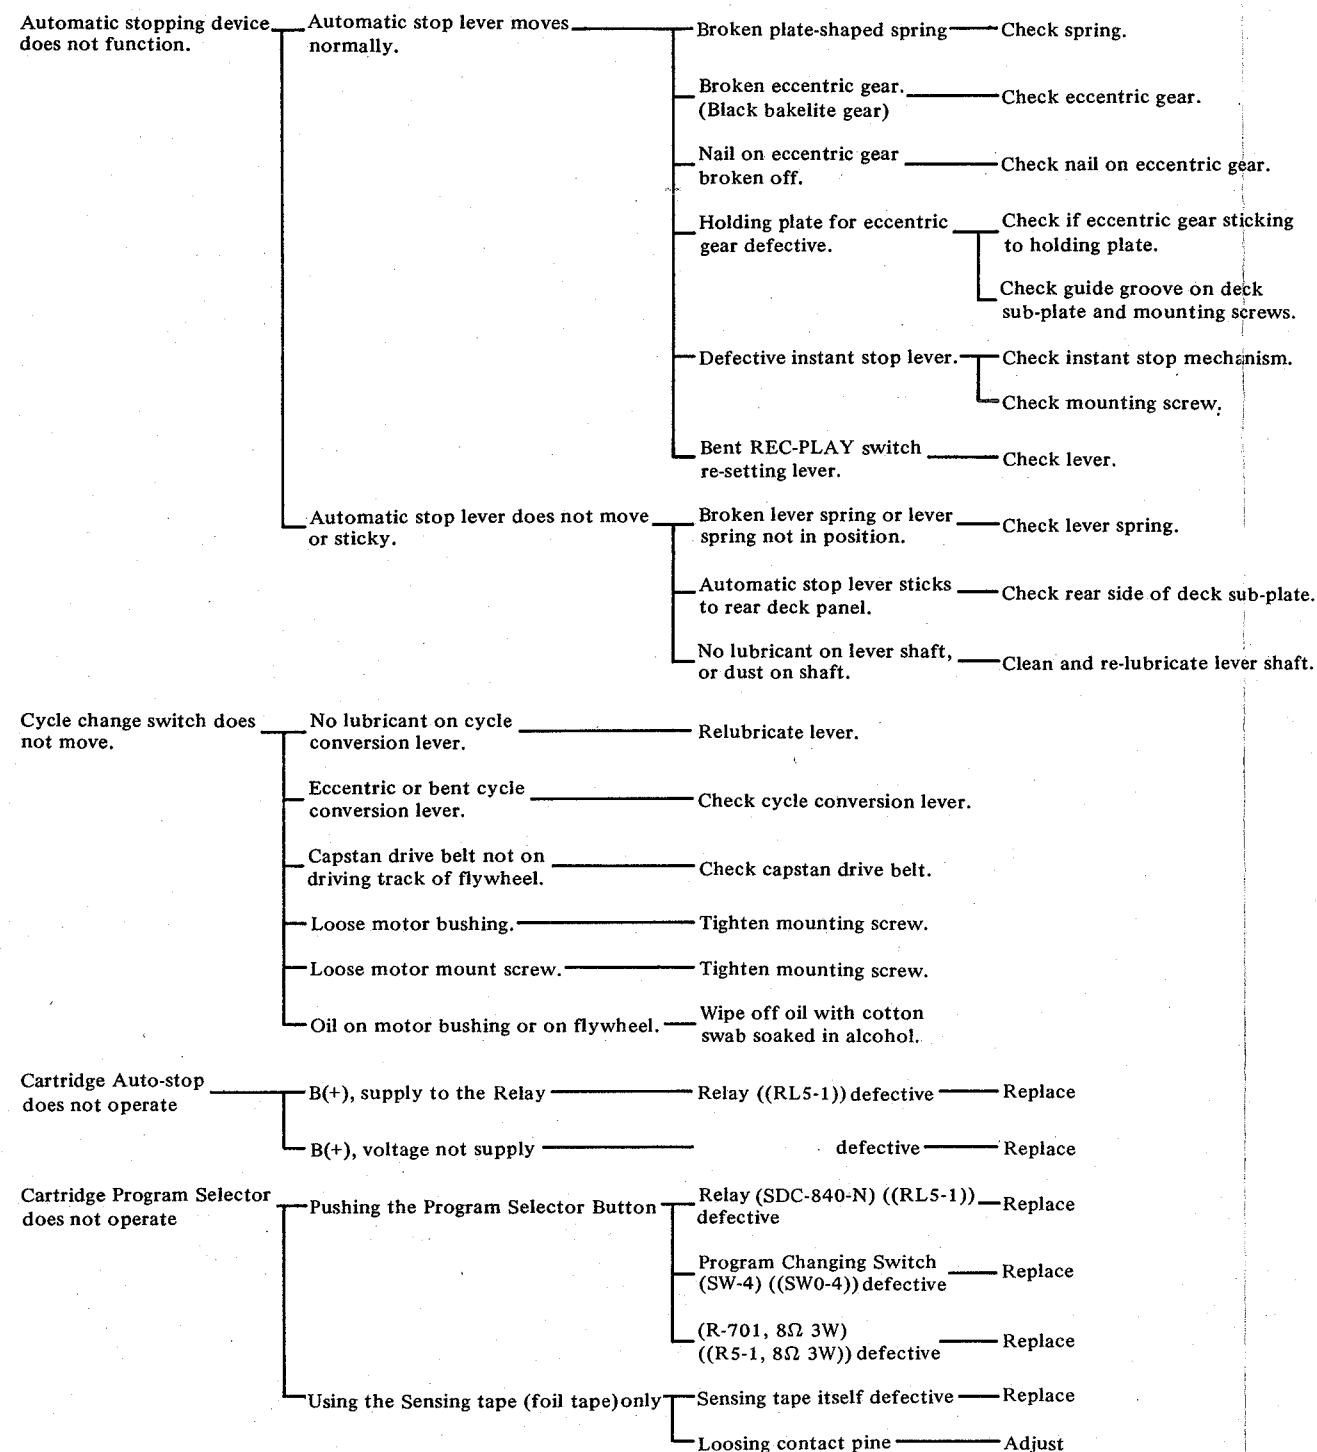 Automatic stopping device
does not function.
Automatic stop lever moves
normally.
Broken plate-shaped spring
Check spring.
Broken eccentric gear.
(Black bakelite gear)
Check eccentric gear.
Nail on eccentric gear
broken off.
Check nail on eccentric gear.
Holding plate for eccentric
gear defective.
Check if eccentric gear sticking
to holding plate.
Check guide groove on deck
sub-plate and mounting screws.
Defective instant stop lever.
Check instant stop mechanism.
Check mounting screw.
Bent REC-PLAY switch
re-setting lever.
Check lever.
Automatic stop lever does not move
or sticky.
Broken lever spring or lever
spring not in position.
Check lever spring.
Automatic stop lever sticks
to rear deck panel.
Check rear side of deck sub-plate.
No lubricant on lever shaft,
or dust on shaft.
Clean and re-lubricate lever shaft.
Cycle change switch does
not move.
No lubricant on cycle
conversion lever.
Relubricate lever.
Eccentric or bent cycle
conversion lever.
Check cycle conversion lever.
Capstan drive belt not on
driving track of flywheel.
Check capstan drive belt.
Loose motor bushing.
Tighten mounting screw.
Loose motor mount screw.
Tighten mounting screw.
Oil on motor bushing or on flywheel.
Wipe off oil with cotton
swab soaked in alcohol.
Cartridge Auto-stop
does not operate
B(+), supply to the Relay
Relay ((RL5-1)) defective
Replace
B(+), voltage not supply
defective
Replace
Cartridge Program Selector
does not operate
Pushing the Program Selector Button
Relay (SDC-840-N) ((RL5-1))
defective
Replace
Program Changing Switch
(SW-4) ((SW0-4)) defective
Replace
(R-701, 8Ω 3W)
((R5-1, 8Ω 3W)) defective
Replace
Using the Sensing tape (foil tape) only
Sensing tape itself defective
Replace
Loosing contact pine
Adjust